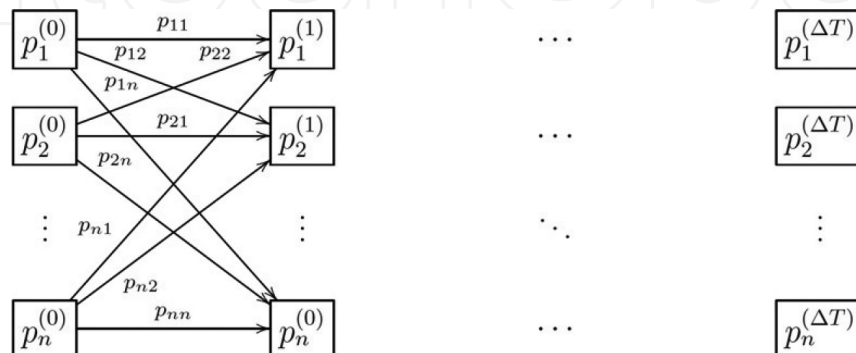 p_{11}
p_1^{(0)} p_1^{(1)} ⋯ p_1^{(ΔT)}
p_{12} p_{22}
p_{1n}
p_{21}
p_2^{(0)} p_2^{(1)} ⋯ p_2^{(ΔT)}
p_{2n}
⋮ p_{n1} ⋮ ⋱ ⋮
p_{n2}
p_{nn}
p_n^{(0)} p_n^{(0)} ⋯ p_n^{(ΔT)}